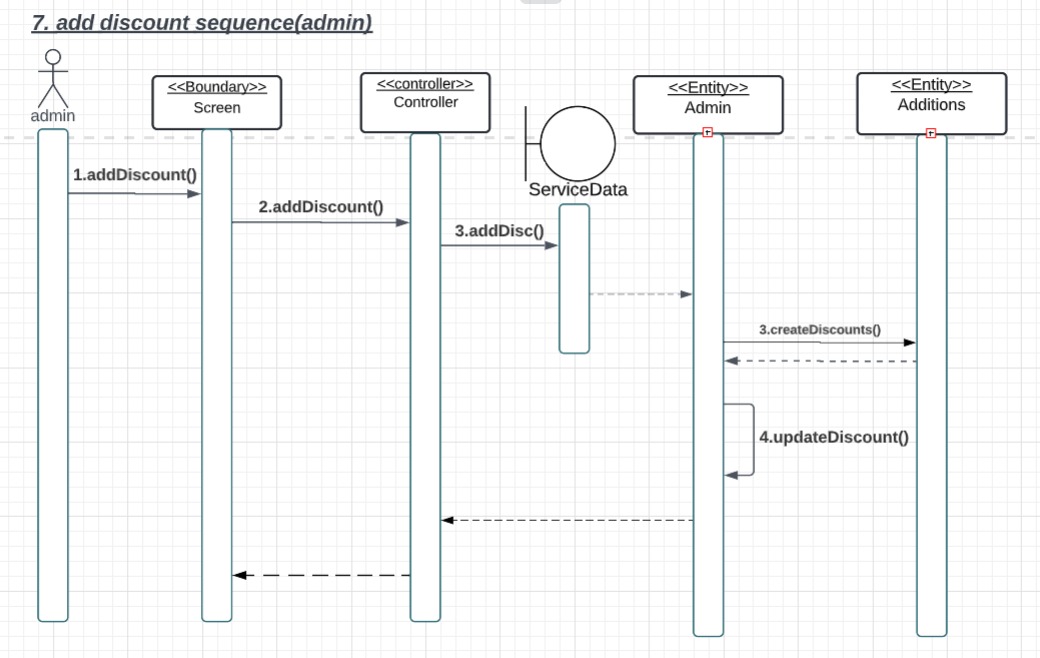 7. add discount sequence(admin)
admin
<<Boundary>>
Screen
<<controller>>
Controller
ServiceData
<<Entity>>
Admin
<<Entity>>
Additions
1.addDiscount()
2.addDiscount()
3.addDisc()
3.createDiscounts()
4.updateDiscount()